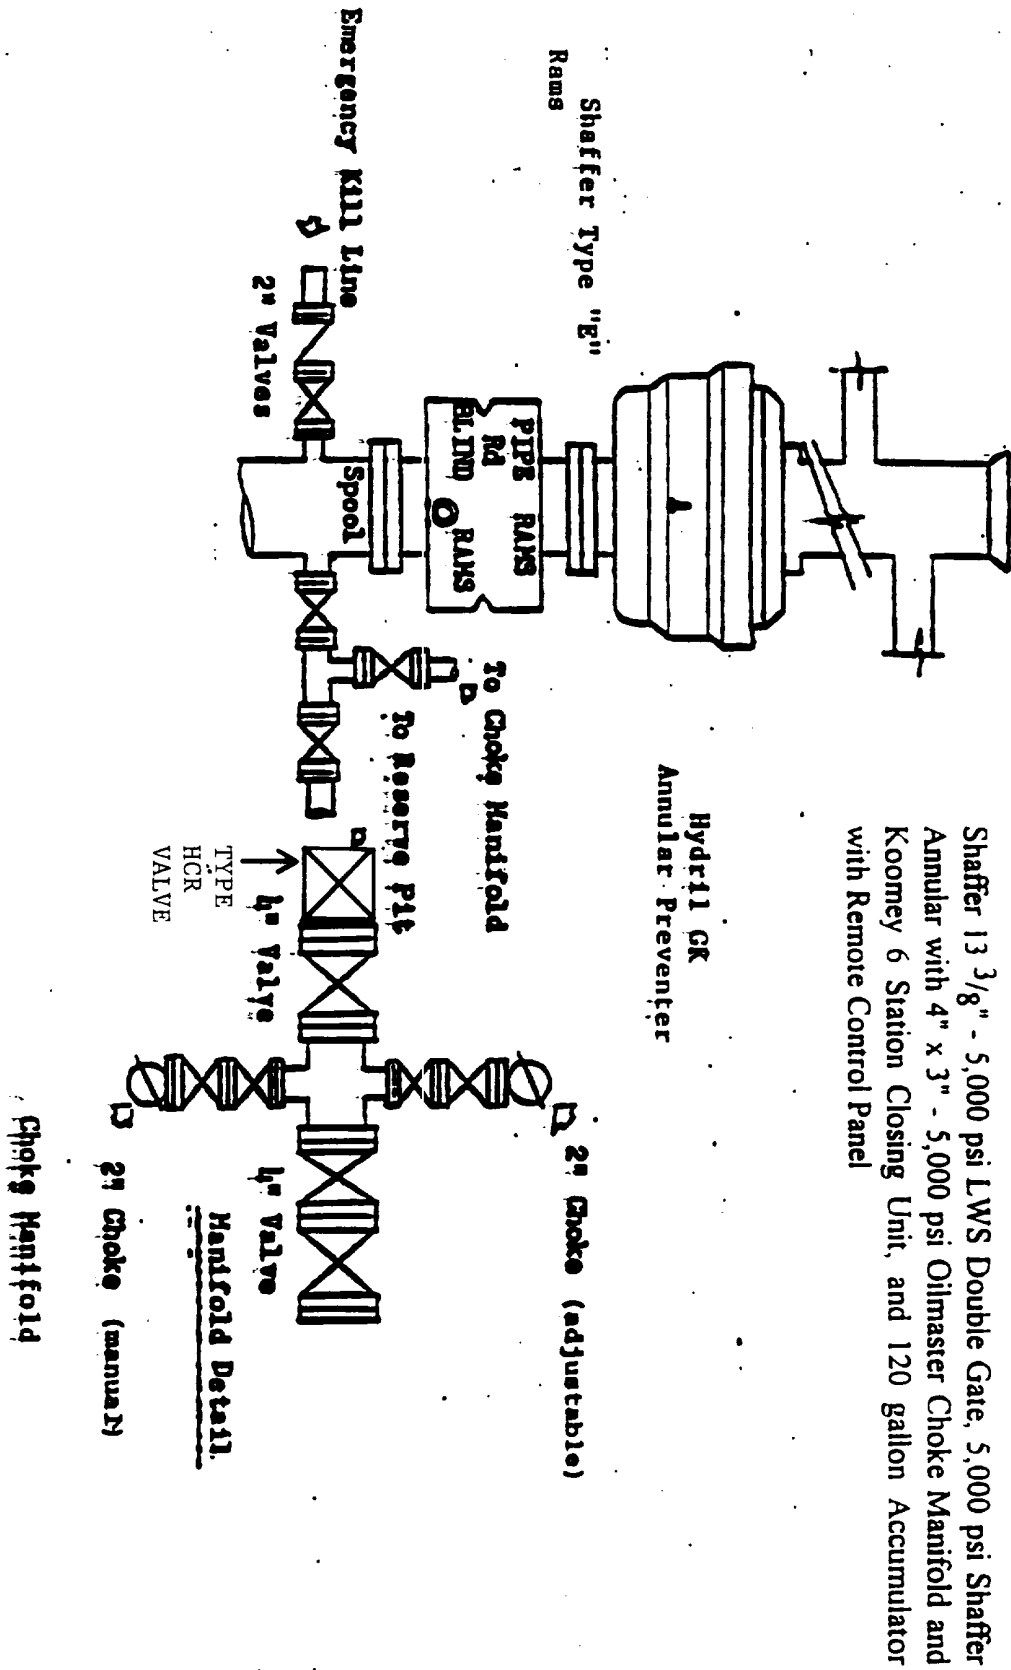 Shaffer 13 3/8" - 5,000 psi LWS Double Gate, 5,000 psi Shaffer
Annular with 4" x 3" - 5,000 psi Oilmaster Choke Manifold and
Koomey 6 Station Closing Unit, and 120 gallon Accumulator
with Remote Control Panel
Hydril GK
Annular Preventer
Shaffer Type "E"
Rams
PIPE RAMS
Rd
BLIND RAMS
Spool
Emergency Kill Line
2" Valves
To Choke Manifold
To Reserve Pit
TYPE
HCR
VALVE
4" Valve
2" Choke (adjustable)
4" Valve
Manifold Detail
2" Choke (manual)
Choke Manifold